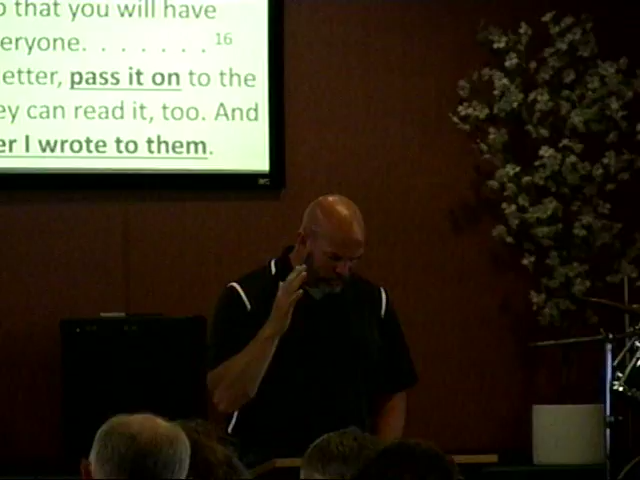 o that you will have
eryone. . . . . . . 16
etter, pass it on to the
ey can read it, too. And
er I wrote to them.